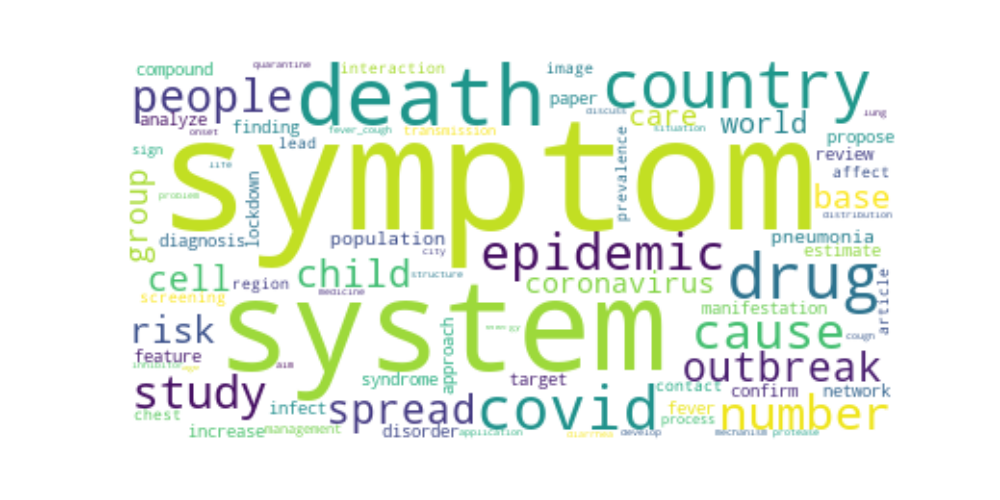 compound
quarantine
interaction
image
people
death
paper
country
discuss
lung
analyze
onset
finding
fever_cough
transmission
care
situation
world
propose
lead
sign
life
symptom
prevalence
review
affect
problem
group
lockdown
base
distribution
diagnosis
population
city
epidemic
pneumonia
estimate
cell
region
child
structure
medicine
coronavirus
drug
article
screening
system
manifestation
risk
approach
cause
cough
feature
inhibitor
aim
outbreak
study
syndrome
target
contact
confirm
network
chest
infect
spread
covid
fever
process
number
increase
management
disorder
application
diarrhea
develop
mechanism
protease